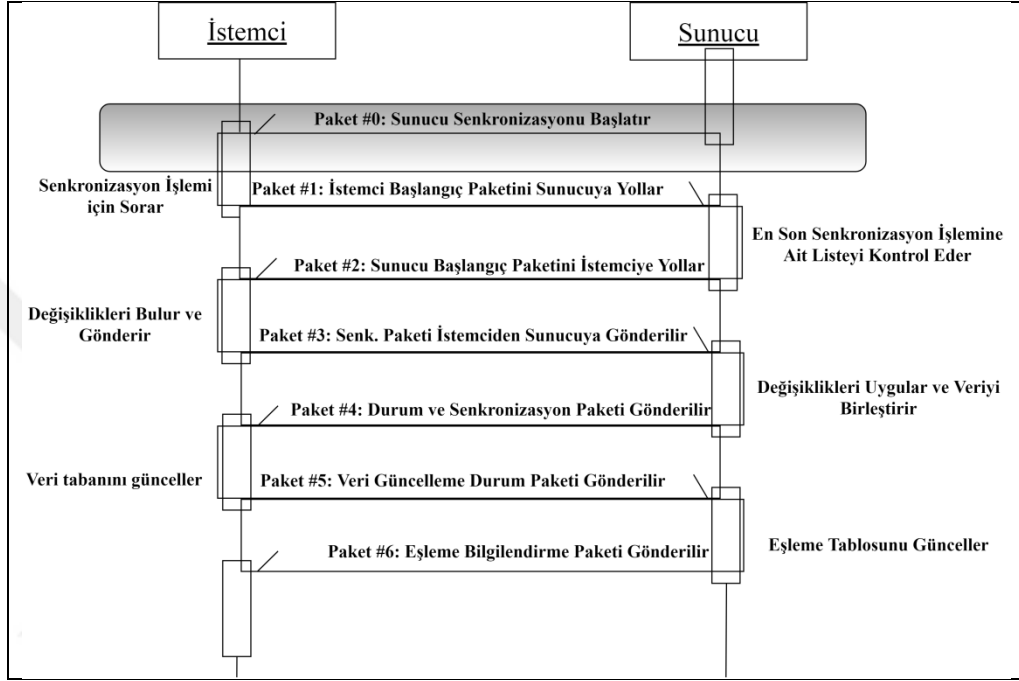 İstemci
Sunucu
Paket #0: Sunucu Senkronizasyonu Başlatır
Senkronizasyon İşlemi
için Sorar
Paket #1: İstemci Başlangıç Paketini Sunucuya Yollar
En Son Senkronizasyon İşlemine
Ait Listeyi Kontrol Eder
Paket #2: Sunucu Başlangıç Paketini İstemciye Yollar
Değişiklikleri Bulur ve
Gönderir
Paket #3: Senk. Paketi İstemciden Sunucuya Gönderilir
Değişiklikleri Uygular ve Veriyi
Birleştirir
Paket #4: Durum ve Senkronizasyon Paketi Gönderilir
Veri tabanını günceller
Paket #5: Veri Güncelleme Durum Paketi Gönderilir
Eşleme Tablosunu Günceller
Paket #6: Eşleme Bilgilendirme Paketi Gönderilir